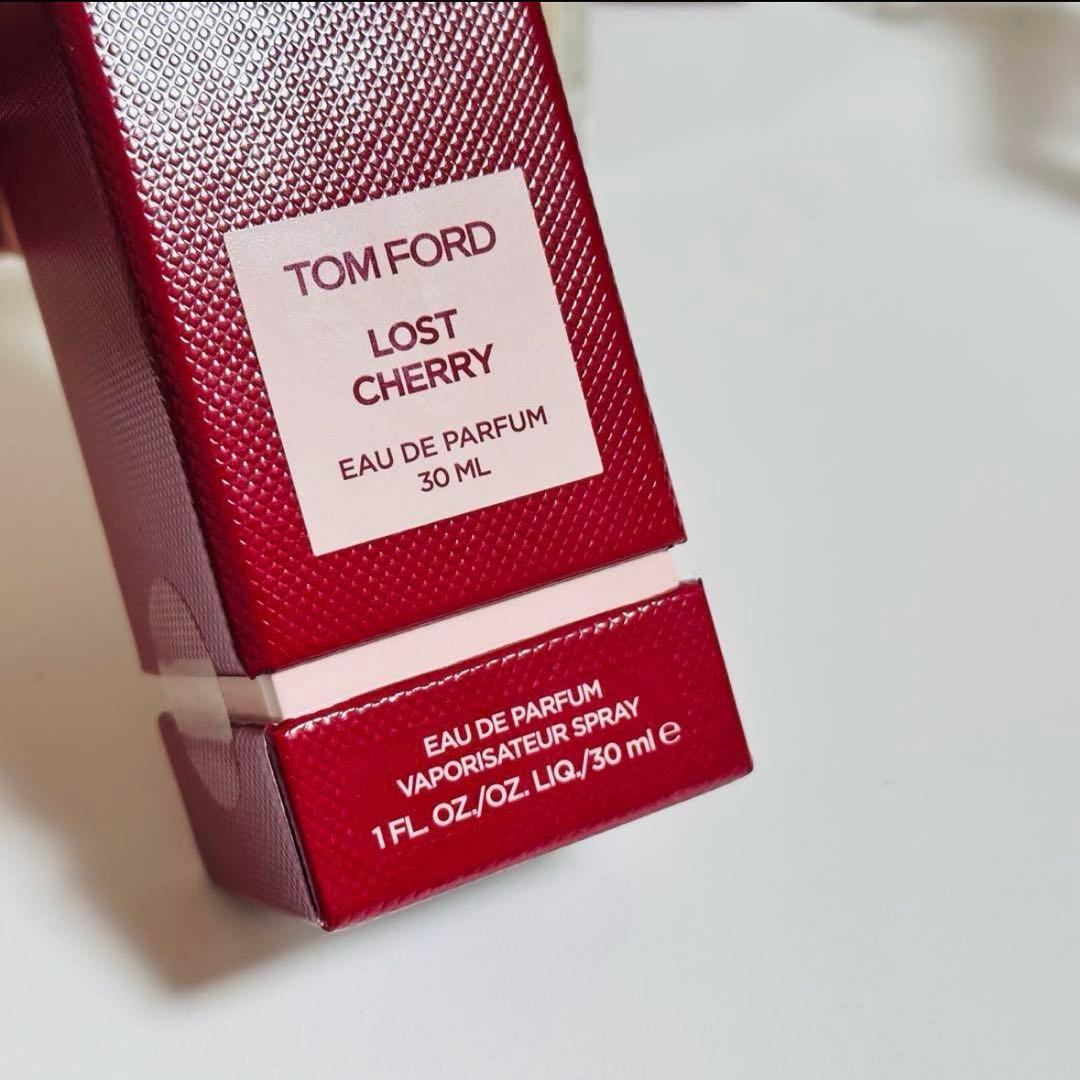 TOM FORD
LOST
CHERRY
EAU DE PARFUM
30 ML
EAU DE PARFUM
VAPORISATEUR SPRAY
1 FL. OZ./OZ. LIQ./30 ml ℮